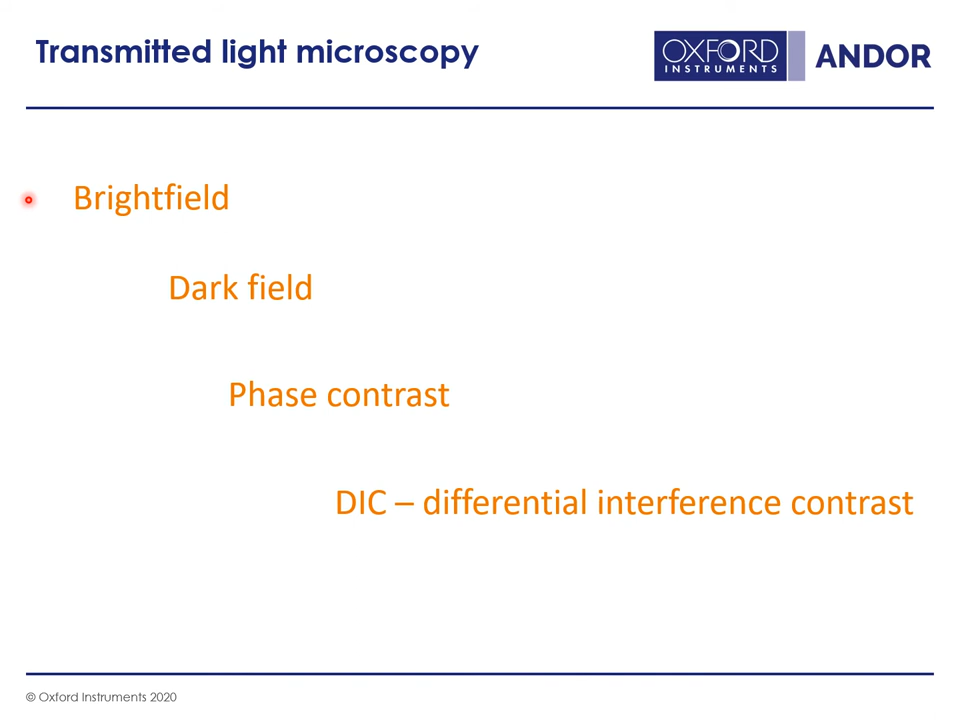 Transmitted light microscopy
OXFORD
INSTRUMENTS
ANDOR
Brightfield
Dark field
Phase contrast
DIC – differential interference contrast
© Oxford Instruments 2020